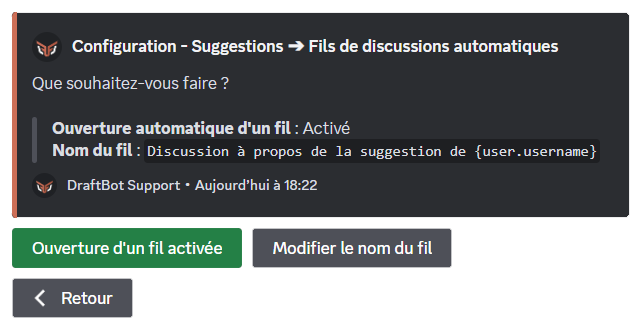 Configuration - Suggestions ➔ Fils de discussions automatiques
Que souhaitez-vous faire ?
Ouverture automatique d'un fil : Activé
Nom du fil : Discussion à propos de la suggestion de {user.username}
DraftBot Support • Aujourd'hui à 18:22
Ouverture d'un fil activée
Modifier le nom du fil
Retour